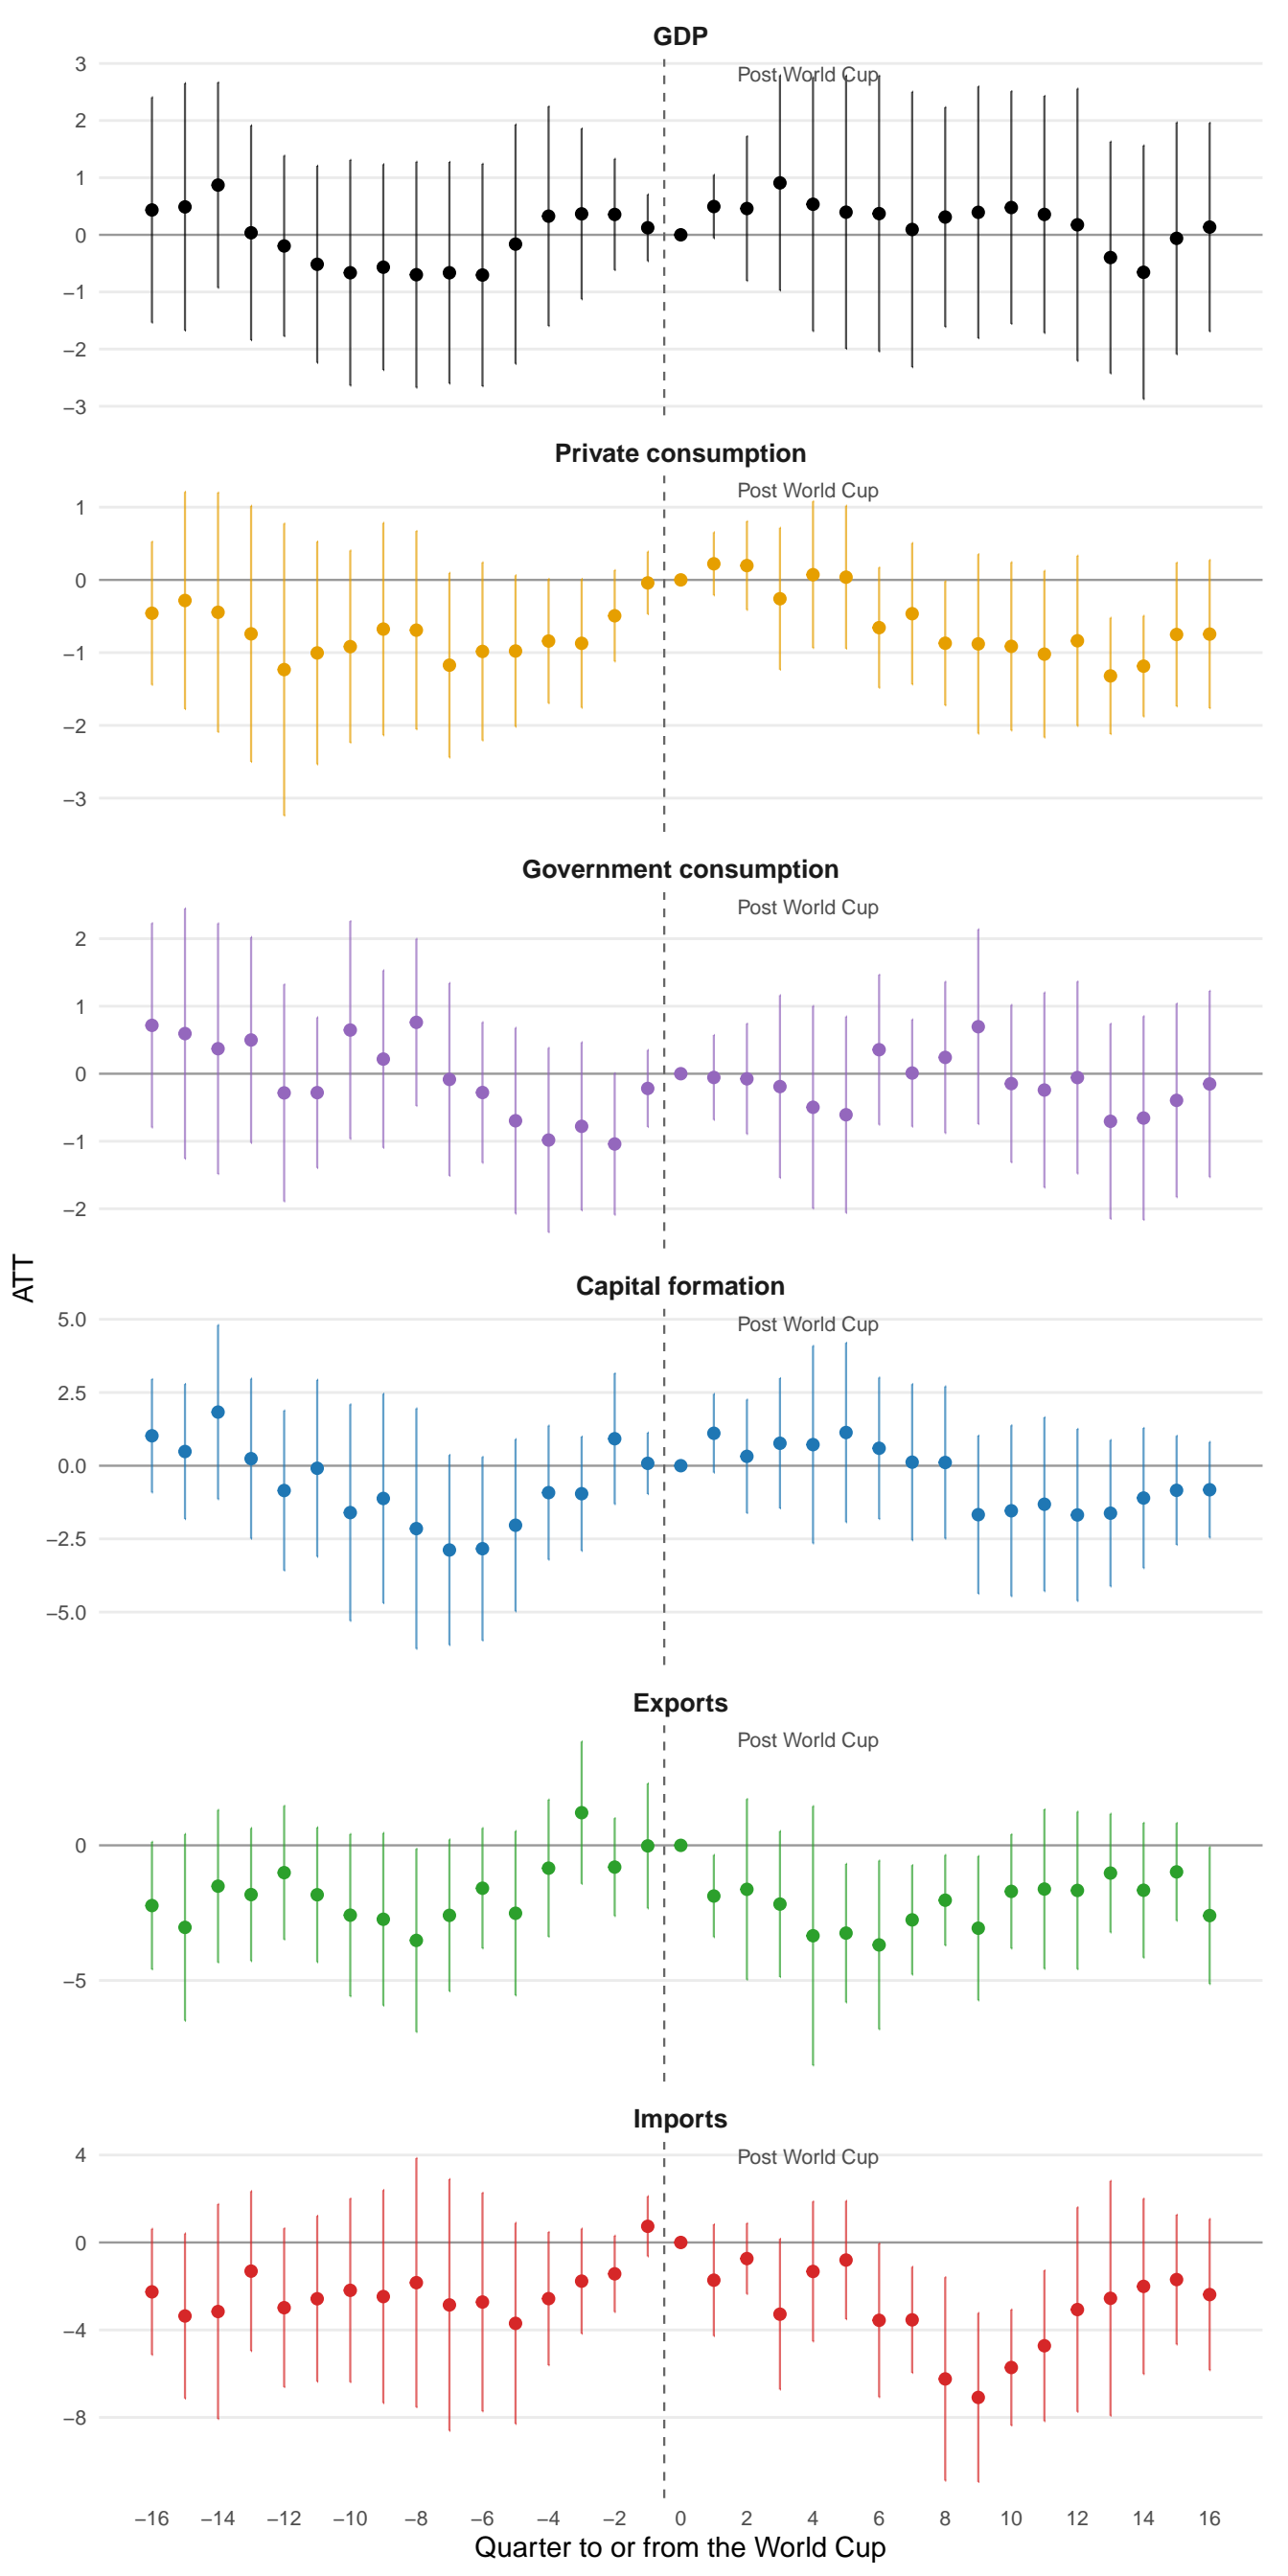 GDP
Post World Cup
3
2
1
0
−1
−2
−3
Private consumption
Post World Cup
1
0
−1
−2
−3
Government consumption
Post World Cup
2
1
0
−1
−2
ATT
Capital formation
Post World Cup
5.0
2.5
0.0
−2.5
−5.0
Exports
Post World Cup
0
−5
Imports
Post World Cup
4
0
−4
−8
−16 −14 −12 −10 −8 −6 −4 −2 0 2 4 6 8 10 12 14 16
Quarter to or from the World Cup